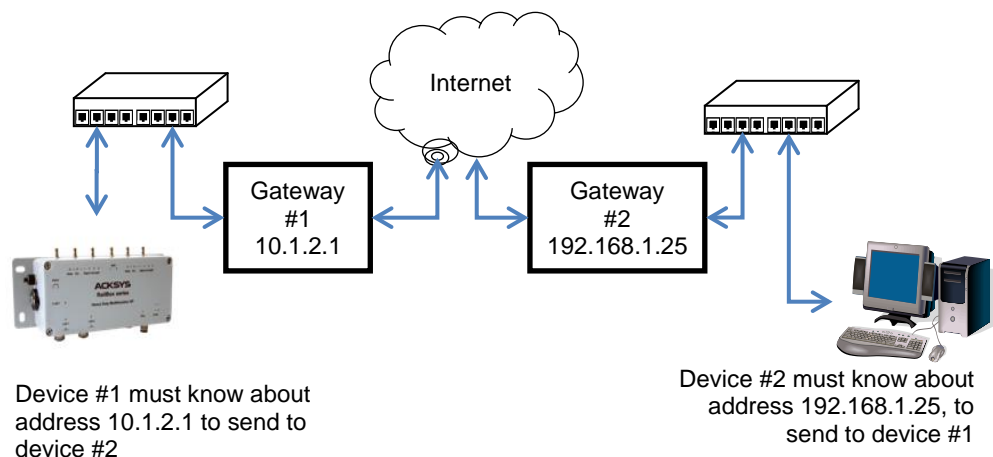 Internet
Gateway
#1
10.1.2.1
Gateway
#2
192.168.1.25
ACKSYS
Device #1 must know about
address 10.1.2.1 to send to
device #2
Device #2 must know about
address 192.168.1.25, to
send to device #1